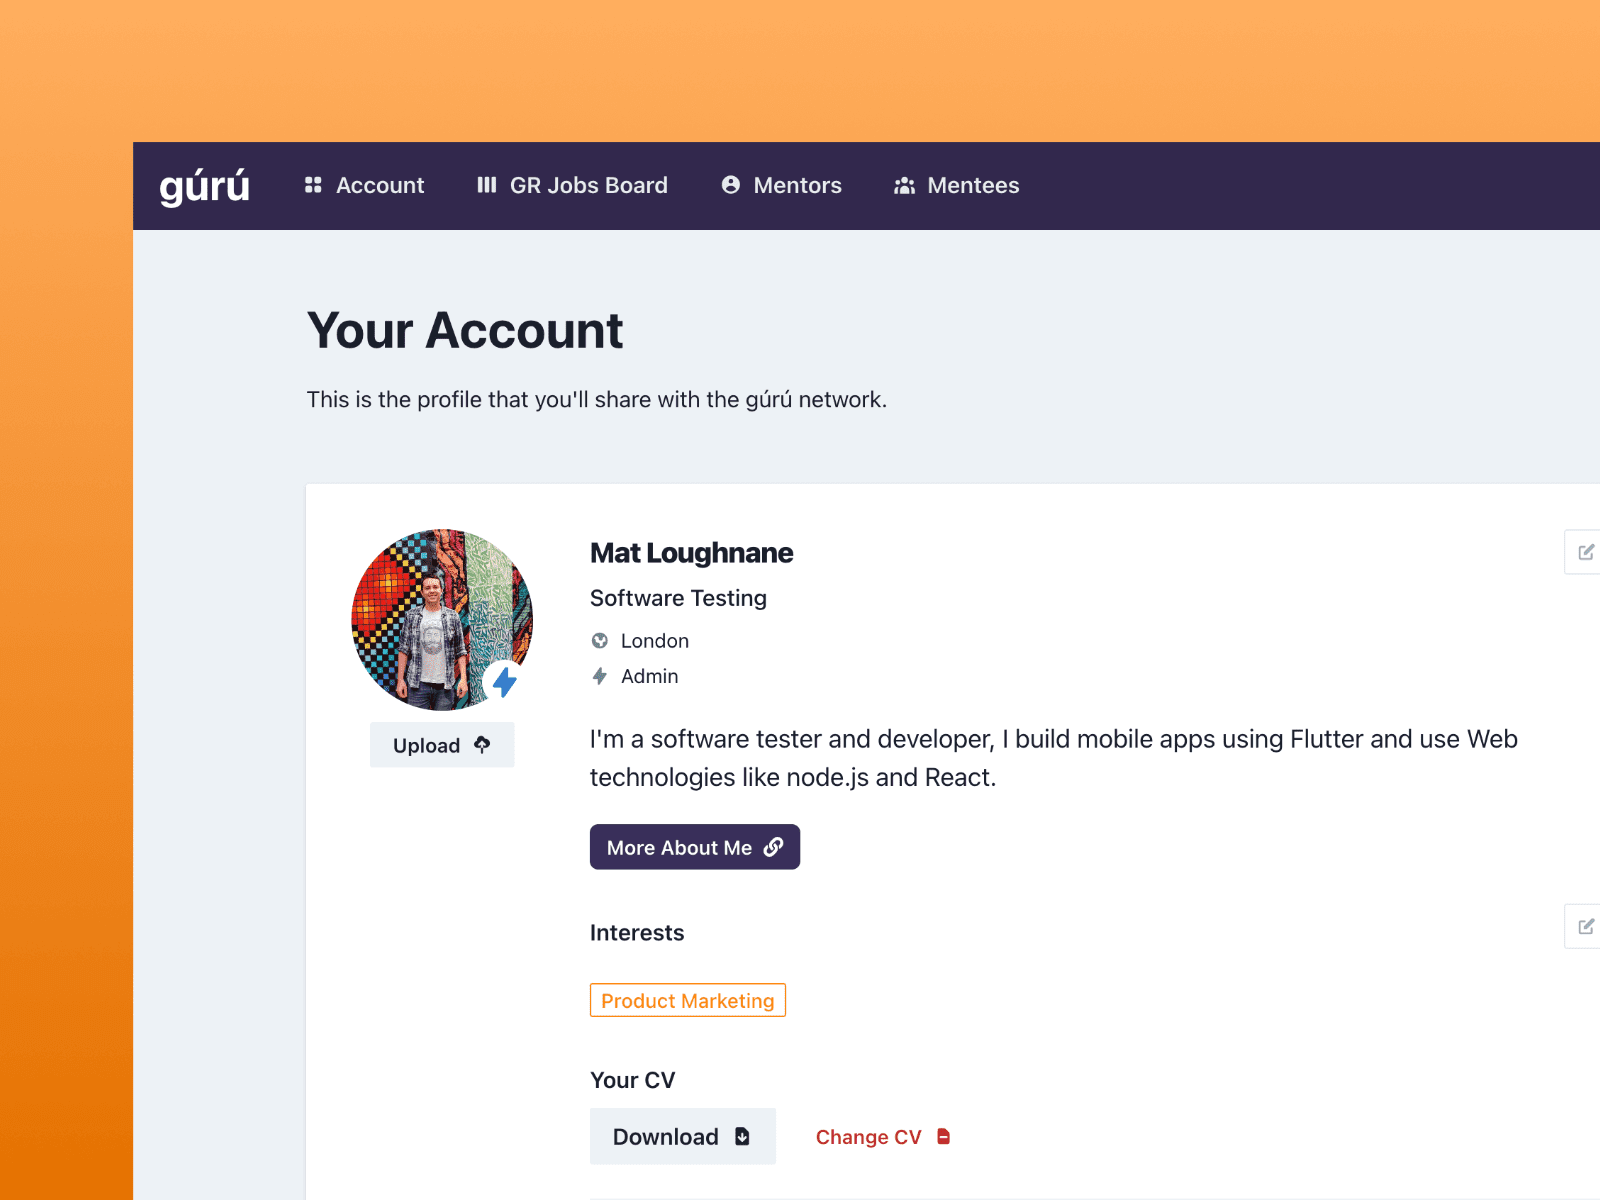 gúrú
Account
GR Jobs Board
Mentors
Mentees
Your Account
This is the profile that you'll share with the gúrú network.
Mat Loughnane
Software Testing
London
Admin
Upload
I'm a software tester and developer, I build mobile apps using Flutter and use Web
technologies like node.js and React.
More About Me
Interests
Product Marketing
Your CV
Download
Change CV